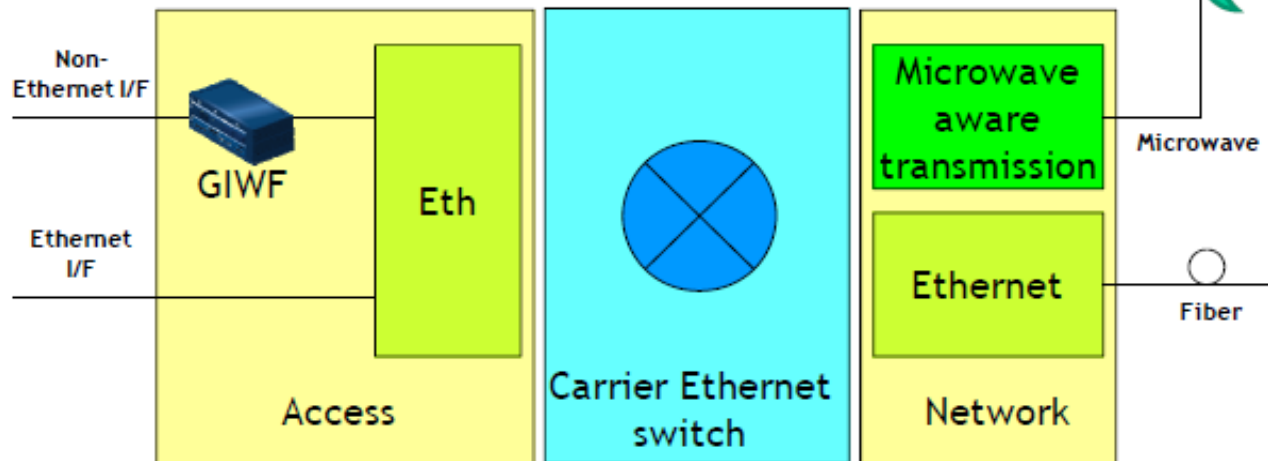 Non-
Ethernet I/F
GIWF
Ethernet
I/F
Eth
Access
Carrier Ethernet
switch
Microwave
aware
transmission
Ethernet
Network
Microwave
Fiber